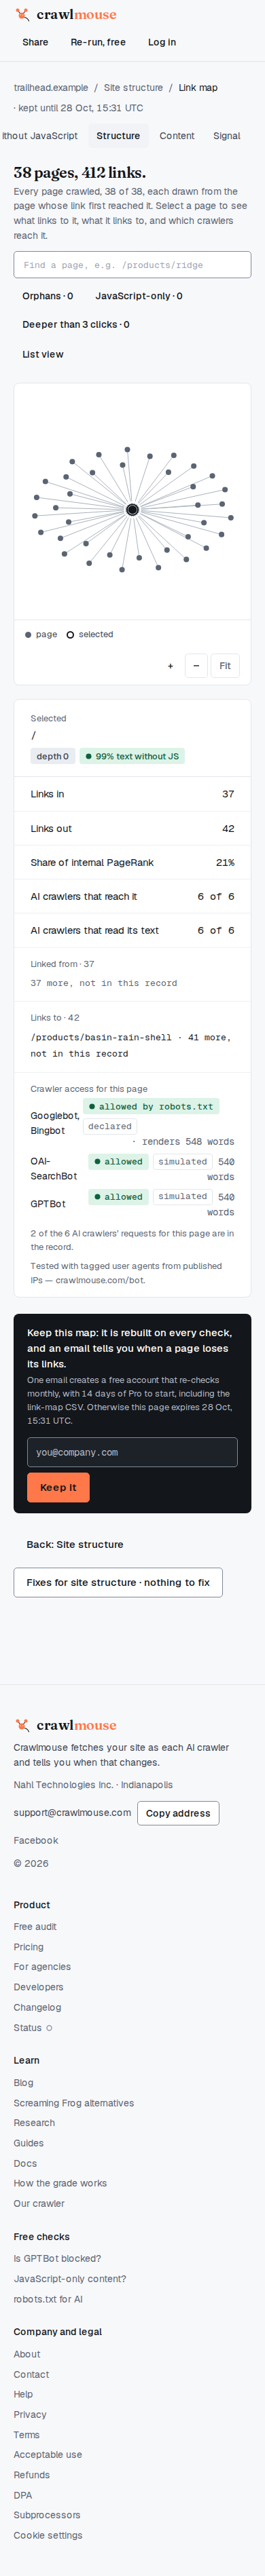 crawlmouse
Share Re-run, free Log in
trailhead.example / Site structure / Link map
· kept until 28 Oct, 15:31 UTC
ithout JavaScript Structure Content Signal
38 pages, 412 links.
Every page crawled, 38 of 38, each drawn from the
page whose link first reached it. Select a page to see
what links to it, what it links to, and which crawlers
reach it.
Find a page, e.g. /products/ridge
Orphans · 0 JavaScript-only · 0
Deeper than 3 clicks · 0
List view
page selected
+ − Fit
Selected
/
depth 0 99% text without JS
Links in 37
Links out 42
Share of internal PageRank 21%
AI crawlers that reach it 6 of 6
AI crawlers that read its text 6 of 6
Linked from · 37
37 more, not in this record
Links to · 42
/products/basin-rain-shell · 41 more,
not in this record
Crawler access for this page
Googlebot, allowed by robots.txt
Bingbot declared
· renders 548 words
OAI- allowed simulated 540
SearchBot words
GPTBot allowed simulated 540
words
2 of the 6 AI crawlers' requests for this page are in
the record.
Tested with tagged user agents from published
IPs — crawlmouse.com/bot.
Keep this map: it is rebuilt on every check,
and an email tells you when a page loses
its links.
One email creates a free account that re-checks
monthly, with 14 days of Pro to start, including the
link-map CSV. Otherwise this page expires 28 Oct,
15:31 UTC.
you@company.com
Keep it
Back: Site structure
Fixes for site structure · nothing to fix
crawlmouse
Crawlmouse fetches your site as each AI crawler
and tells you when that changes.
Nahl Technologies Inc. · Indianapolis
support@crawlmouse.com Copy address
Facebook
© 2026
Product
Free audit
Pricing
For agencies
Developers
Changelog
Status
Learn
Blog
Screaming Frog alternatives
Research
Guides
Docs
How the grade works
Our crawler
Free checks
Is GPTBot blocked?
JavaScript-only content?
robots.txt for AI
Company and legal
About
Contact
Help
Privacy
Terms
Acceptable use
Refunds
DPA
Subprocessors
Cookie settings